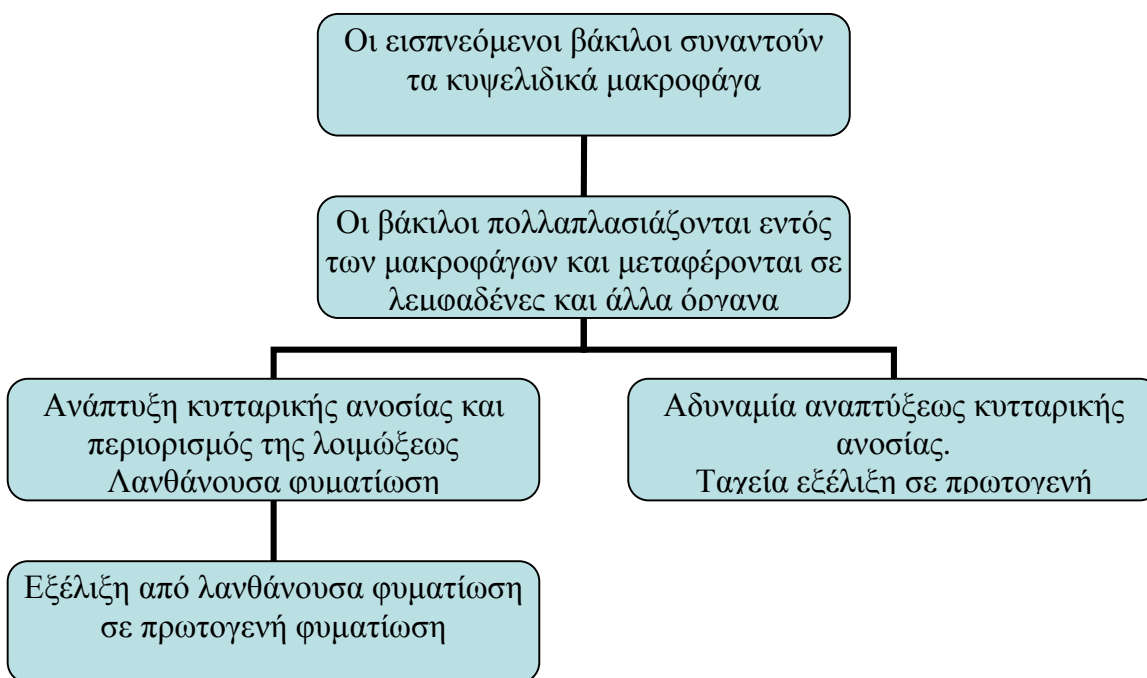 Οι εισπνεόμενοι βάκιλοι συναντούν
τα κυψελιδικά μακροφάγα
Οι βάκιλοι πολλαπλασιάζονται εντός
των μακροφάγων και μεταφέρονται σε
λεμφαδένες και άλλα όργανα
Ανάπτυξη κυτταρικής ανοσίας και
περιορισμός της λοιμώξεως
Λανθάνουσα φυματίωση
Αδυναμία αναπτύξεως κυτταρικής
ανοσίας.
Ταχεία εξέλιξη σε πρωτογενή
Εξέλιξη από λανθάνουσα φυματίωση
σε πρωτογενή φυματίωση